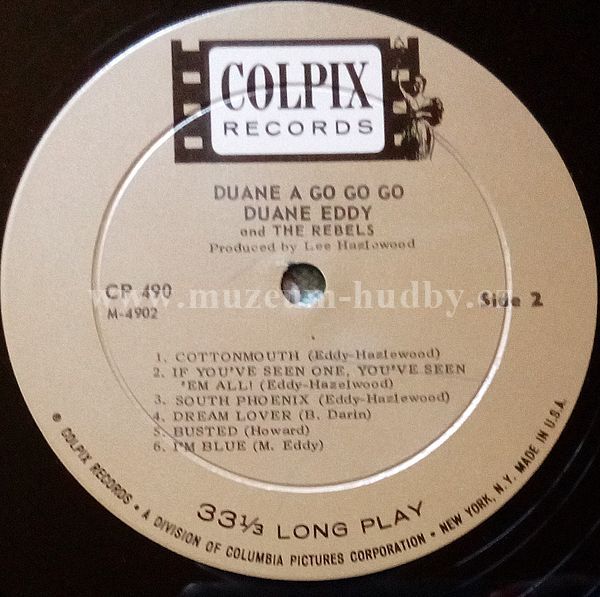 COLPIX
RECORDS
DUANE A GO GO GO
DUANE EDDY
and THE REBELS
Produced by Lee Hazlewood
CP 490
M-4902
www.muzeum-hudby.cz
Side 2
1. COTTONMOUTH (Eddy-Hazlewood)
2. IF YOU'VE SEEN ONE, YOU'VE SEEN
'EM ALL! (Eddy-Hazelwood)
3. SOUTH PHOENIX (Eddy-Hazlewood)
4. DREAM LOVER (B. Darin)
5. BUSTED (Howard)
6. I'M BLUE (M. Eddy)
33⅓ LONG PLAY
© COLPIX RECORDS • A DIVISION OF COLUMBIA PICTURES CORPORATION • NEW YORK, N.Y. MADE IN U.S.A.